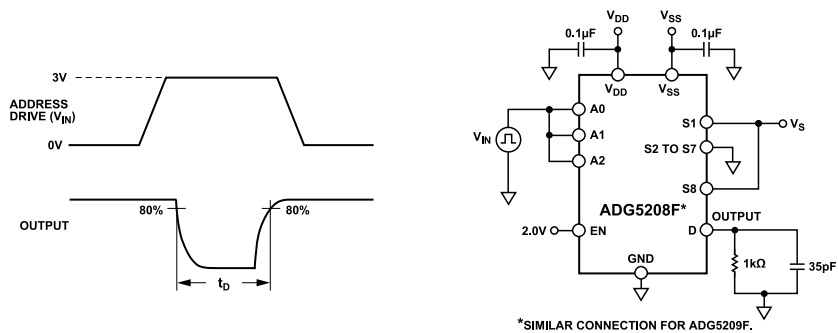 3V
ADDRESS
DRIVE (VIN)
0V
80%
80%
OUTPUT
tD
VDD
VSS
0.1µF
0.1µF
VDD
VSS
A0
A1
A2
VIN
S1
VS
S2 TO S7
S8
ADG5208F*
OUTPUT
2.0V
EN
D
GND
1kΩ
35pF
*SIMILAR CONNECTION FOR ADG5209F.